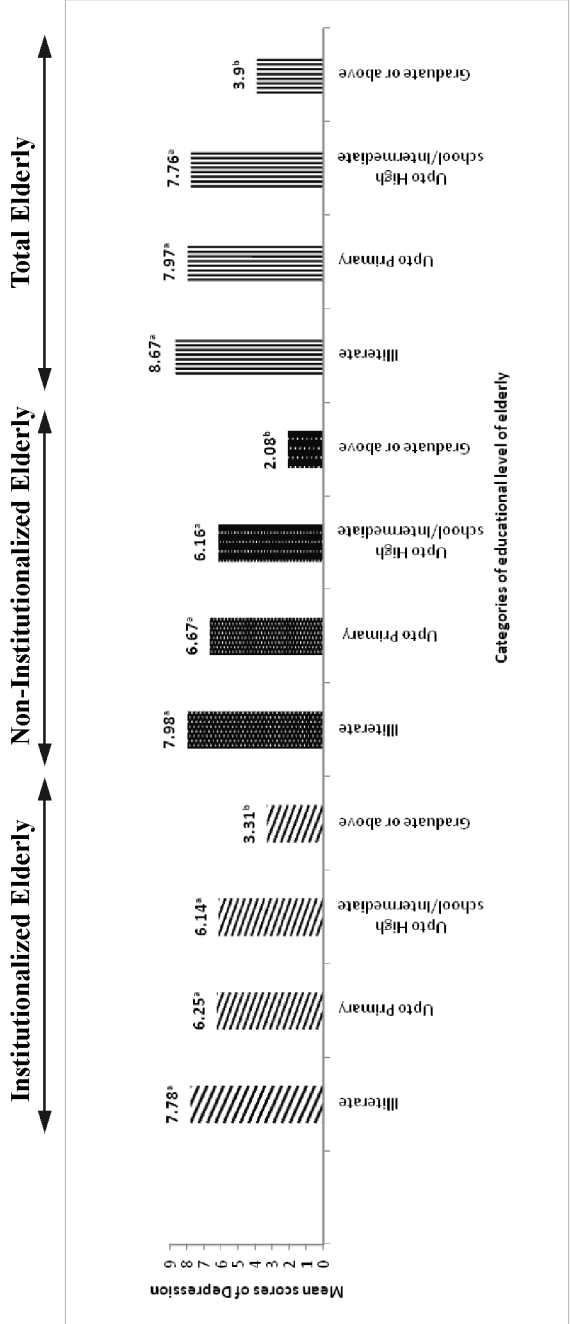 Institutionalized Elderly
Non-Institutionalized Elderly
Total Elderly
Mean scores of Depression
9
8
7
6
5
4
3
2
1
0
7.78ᵃ
6.25ᵃ
6.14ᵃ
3.31ᵇ
7.98ᵃ
6.67ᵃ
6.16ᵃ
2.08ᵇ
8.67ᵃ
7.97ᵃ
7.76ᵃ
3.9ᵇ
Illiterate
Upto Primary
Upto High
school/Intermediate
Graduate or above
Illiterate
Upto Primary
Upto High
school/Intermediate
Graduate or above
Illiterate
Upto Primary
Upto High
school/Intermediate
Graduate or above
Categories of educational level of elderly